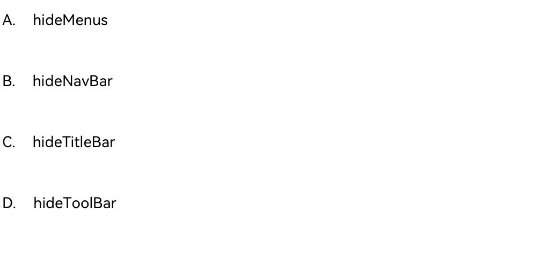 A. hideMenus
B. hideNavBar
C. hideTitleBar
D. hideToolBar